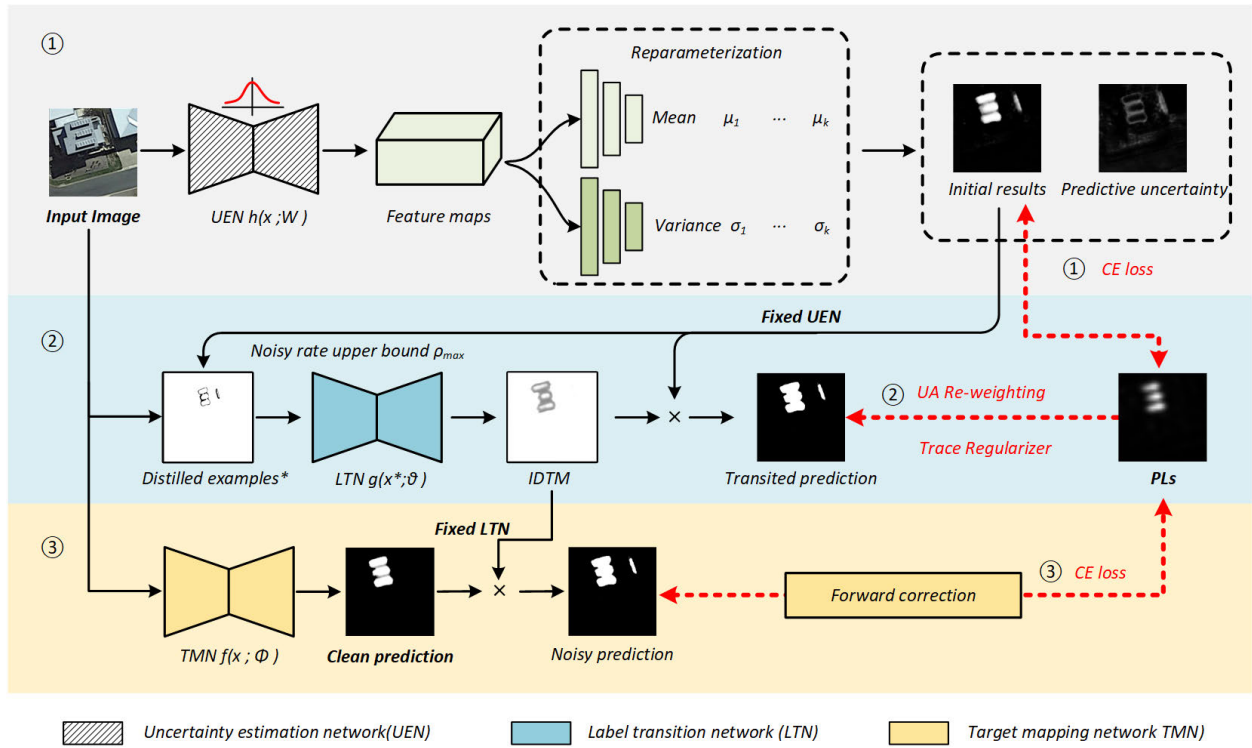 ①
Reparameterization
Mean μ1 ··· μk
Variance σ1 ··· σk
Input Image
UEN h(x ;W )
Feature maps
Initial results
Predictive uncertainty
① CE loss
②
Fixed UEN
Noisy rate upper bound ρmax
×
② UA Re-weighting
Trace Regularizer
Distilled examples*
LTN g(x*;ϑ )
IDTM
Transited prediction
PLs
③
Fixed LTN
×
Forward correction
③ CE loss
TMN f(x ; Φ )
Clean prediction
Noisy prediction
Uncertainty estimation network(UEN)
Label transition network (LTN)
Target mapping network TMN)